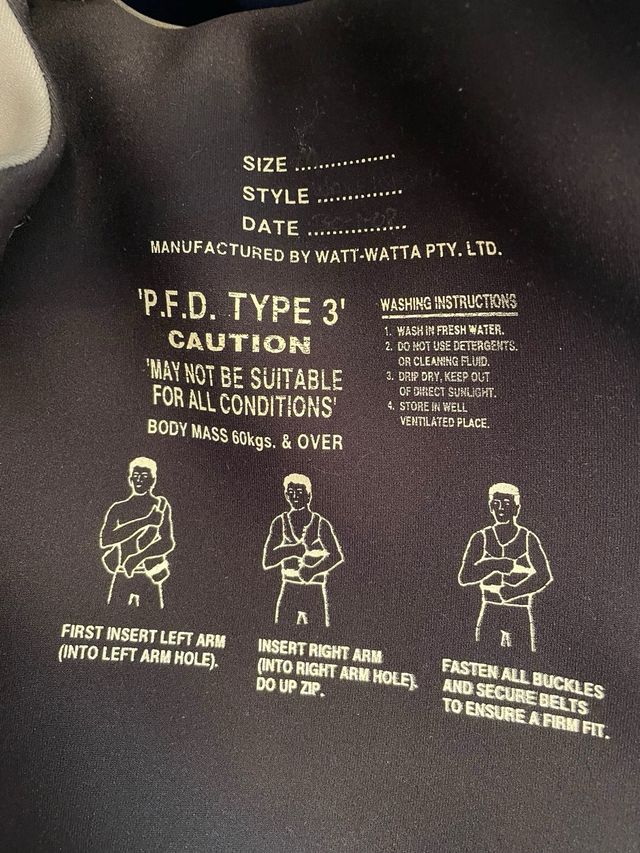 SIZE ..................
STYLE ...............
DATE .................
MANUFACTURED BY WATT-WATTA PTY. LTD.
'P.F.D. TYPE 3'
CAUTION
'MAY NOT BE SUITABLE
FOR ALL CONDITIONS'
BODY MASS 60kgs. & OVER
WASHING INSTRUCTIONS
1. WASH IN FRESH WATER.
2. DO NOT USE DETERGENTS.
OR CLEANING FLUID.
3. DRIP DRY, KEEP OUT
OF DIRECT SUNLIGHT.
4. STORE IN WELL
VENTILATED PLACE.
FIRST INSERT LEFT ARM
(INTO LEFT ARM HOLE).
INSERT RIGHT ARM
(INTO RIGHT ARM HOLE).
DO UP ZIP.
FASTEN ALL BUCKLES
AND SECURE BELTS
TO ENSURE A FIRM FIT.